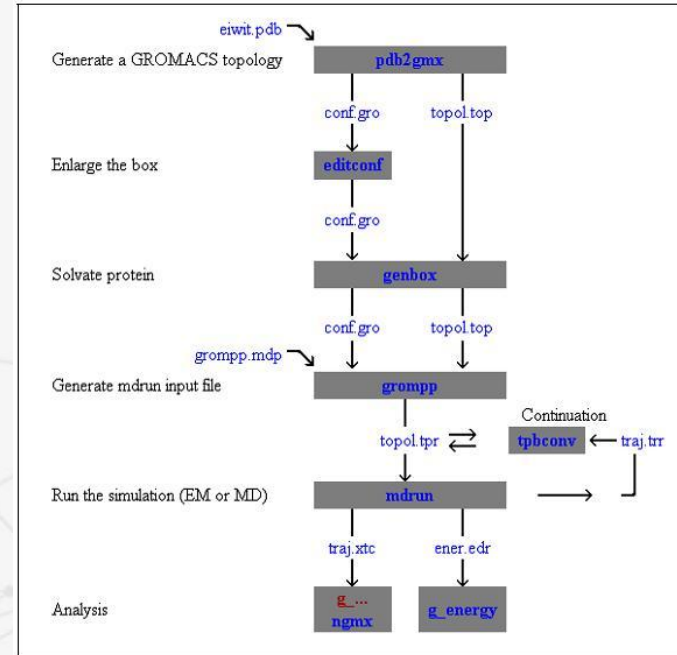 eiwit.pdb
Generate a GROMACS topology
pdb2gmx
conf.gro
topol.top
Enlarge the box
editconf
conf.gro
Solvate protein
genbox
conf.gro
topol.top
grompp.mdp
Generate mdrun input file
grompp
Continuation
topol.tpr
tpbconv
traj.trr
Run the simulation (EM or MD)
mdrun
traj.xtc
ener.edr
Analysis
g_...
ngmx
g_energy